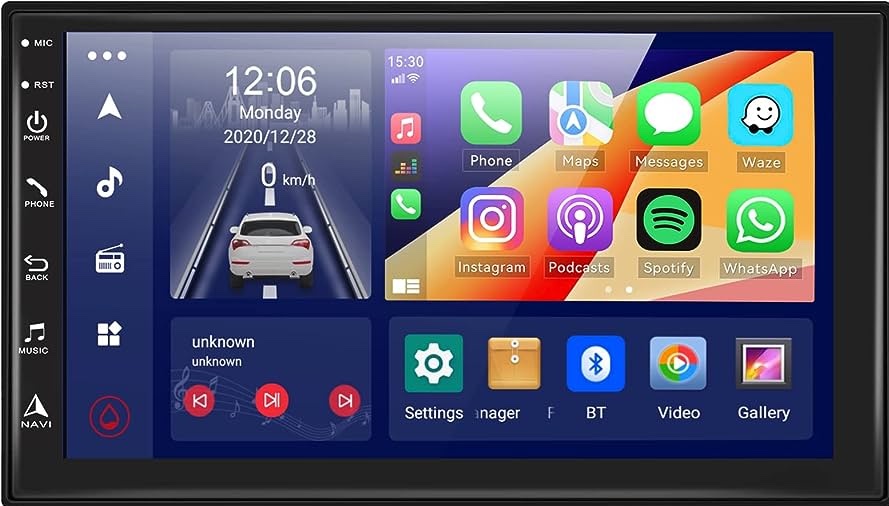 MIC
RST
POWER
PHONE
BACK
MUSIC
NAVI
12:06
Monday
2020/12/28
0 km/h
15:30
Phone
Maps
Messages
Waze
Instagram
Podcasts
Spotify
WhatsApp
unknown
unknown
Settings
nager F
BT
Video
Gallery